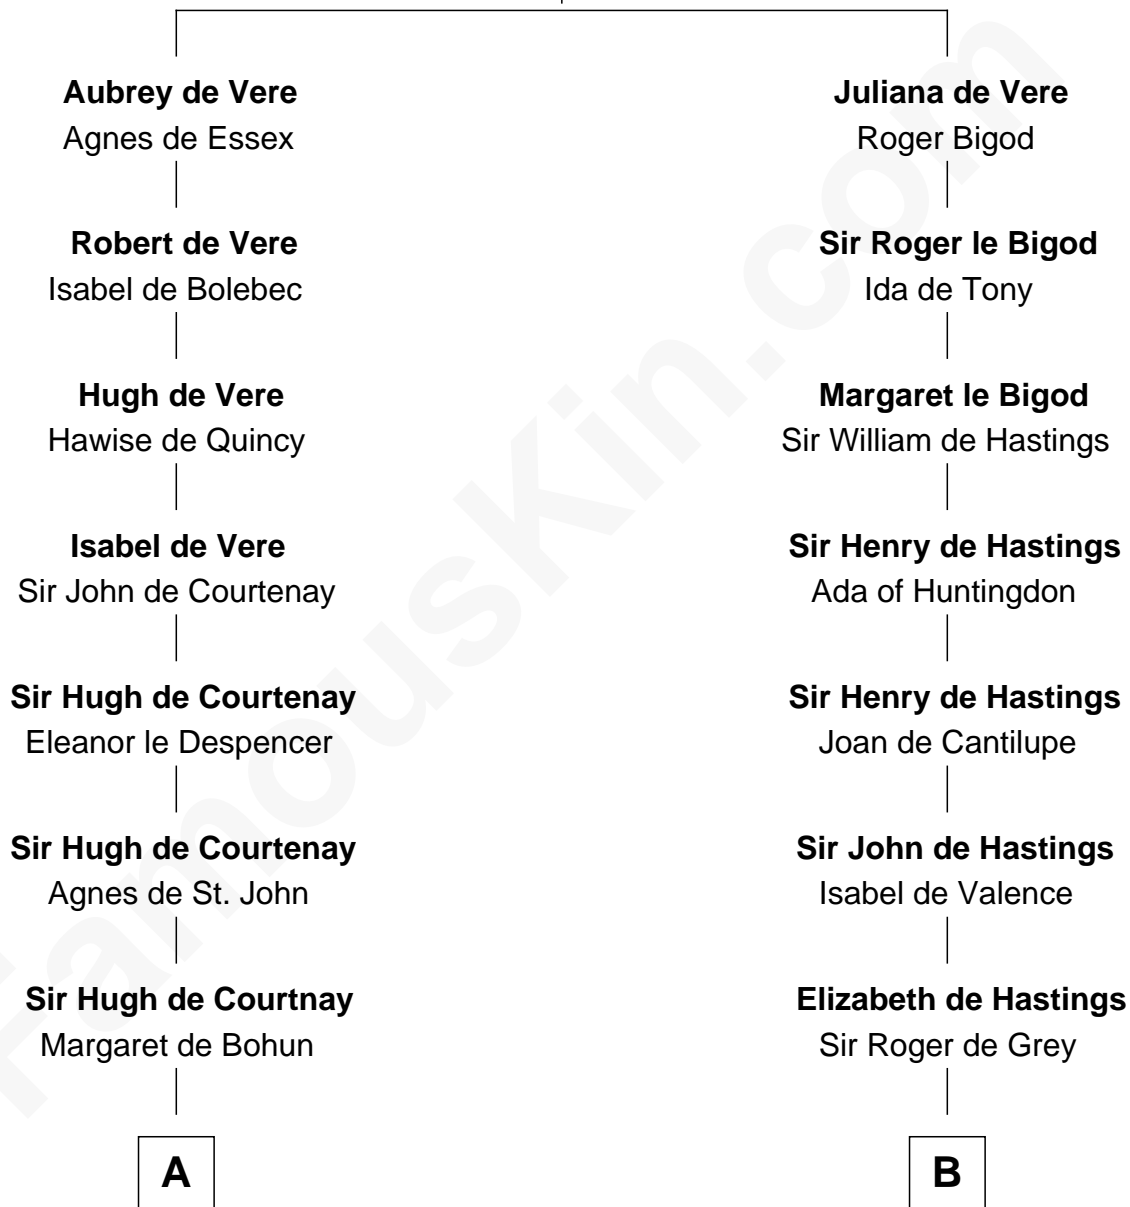 Aubrey de Vere
Agnes de Essex
Robert de Vere
Isabel de Bolebec
Hugh de Vere
Hawise de Quincy
Isabel de Vere
Sir John de Courtenay
Sir Hugh de Courtenay
Eleanor le Despencer
Sir Hugh de Courtenay
Agnes de St. John
Sir Hugh de Courtnay
Margaret de Bohun
A
Juliana de Vere
Roger Bigod
Sir Roger le Bigod
Ida de Tony
Margaret le Bigod
Sir William de Hastings
Sir Henry de Hastings
Ada of Huntingdon
Sir Henry de Hastings
Joan de Cantilupe
Sir John de Hastings
Isabel de Valence
Elizabeth de Hastings
Sir Roger de Grey
B
FamousKin.com